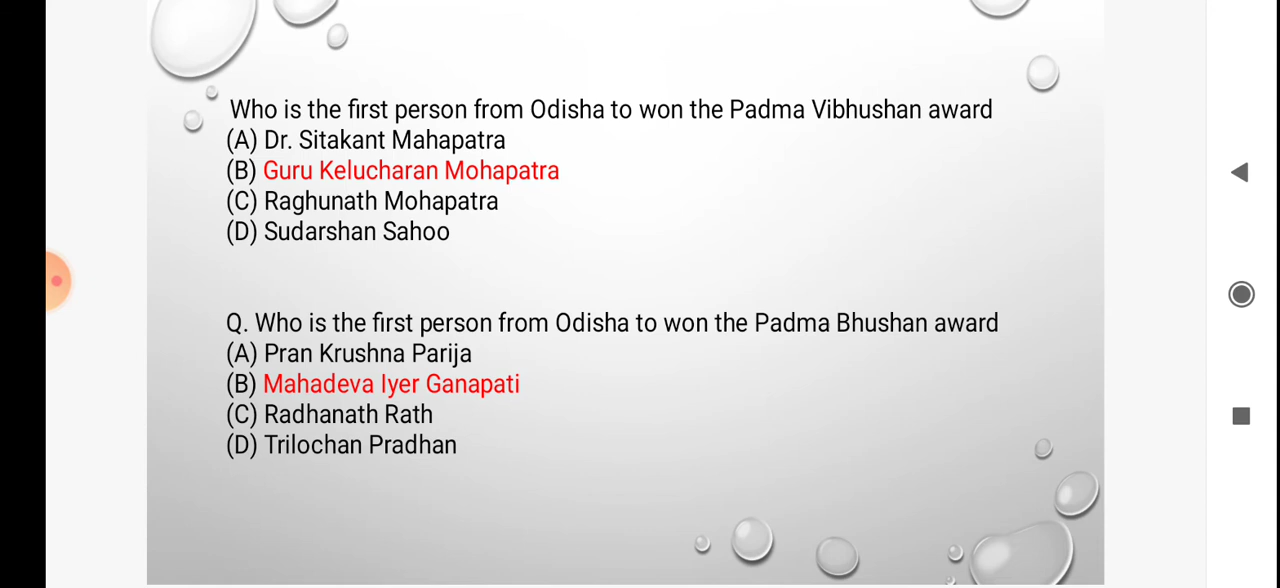 Who is the first person from Odisha to won the Padma Vibhushan award
(A) Dr. Sitakant Mahapatra
(B) Guru Kelucharan Mohapatra
(C) Raghunath Mohapatra
(D) Sudarshan Sahoo
Q. Who is the first person from Odisha to won the Padma Bhushan award
(A) Pran Krushna Parija
(B) Mahadeva Iyer Ganapati
(C) Radhanath Rath
(D) Trilochan Pradhan